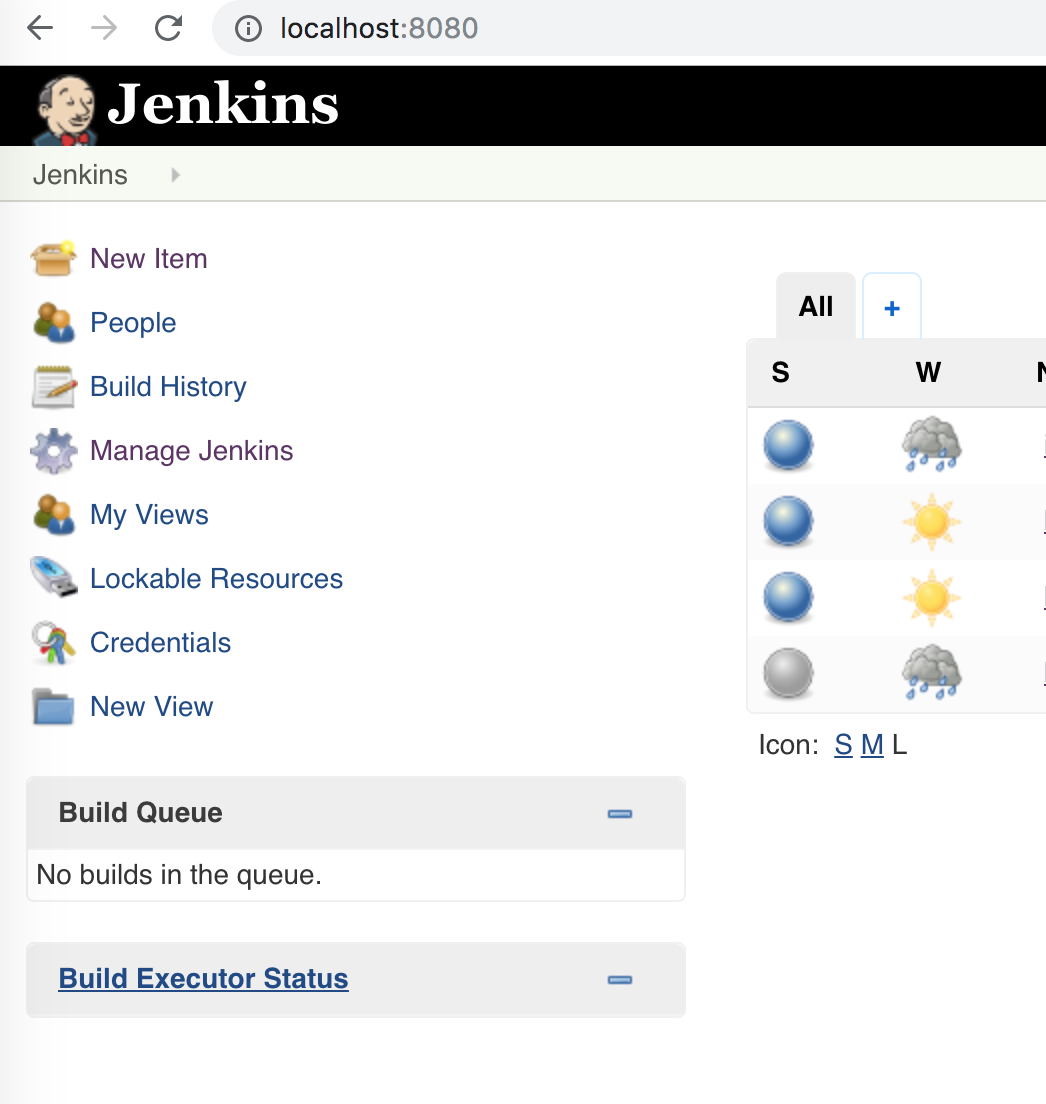 localhost:8080
Jenkins
Jenkins
New Item
People
Build History
Manage Jenkins
My Views
Lockable Resources
Credentials
New View
Build Queue
No builds in the queue.
Build Executor Status
All +
S W
Icon: S M L